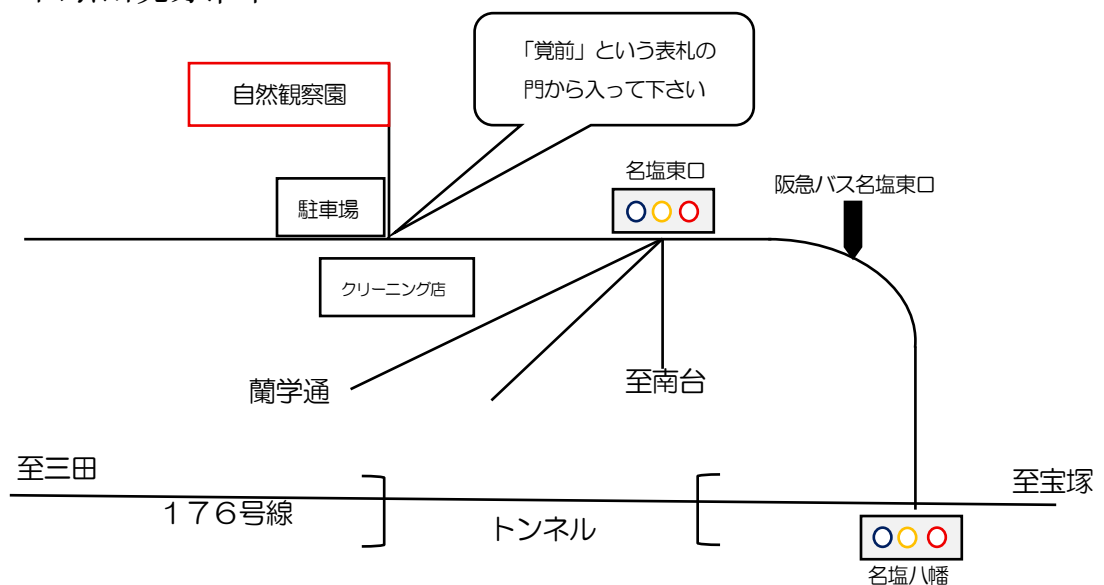 「覚前」という表札の
門から入って下さい
自然観察園
名塩東口
阪急バス名塩東口
駐車場
クリーニング店
蘭学通
至南台
至三田
至宝塚
176号線
トンネル
名塩八幡